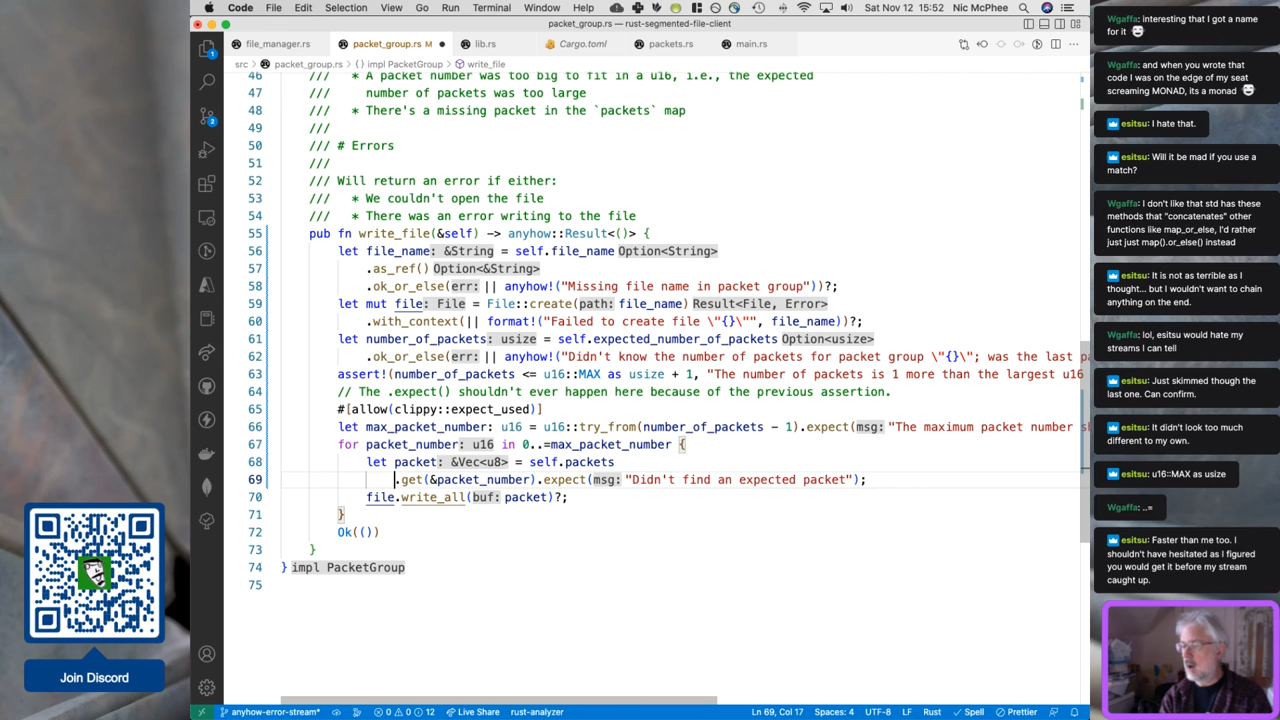 Code File Edit Selection View Go Run Terminal Window Help Sat Nov 12 15:52 Nic McPhee
packet_group.rs — rust-segmented-file-client
file_manager.rs packet_group.rs M lib.rs Cargo.toml packets.rs main.rs
src > packet_group.rs > {} impl PacketGroup > write_file
46 /// * A packet number was too big to fit in a u16, i.e., the expected
47 /// number of packets was too large
48 /// * There's a missing packet in the `packets` map
49 ///
50 /// # Errors
51 ///
52 /// Will return an error if either:
53 /// * We couldn't open the file
54 /// * There was an error writing to the file
55 pub fn write_file(&self) -> anyhow::Result<()> {
56 let file_name: &String = self.file_name Option<String>
57 .as_ref() Option<&String>
58 .ok_or_else(err: || anyhow!("Missing file name in packet group"))?;
59 let mut file: File = File::create(path: file_name) Result<File, Error>
60 .with_context(|| format!("Failed to create file \"{}\"", file_name))?;
61 let number_of_packets: usize = self.expected_number_of_packets Option<usize>
62 .ok_or_else(err: || anyhow!("Didn't know the number of packets for packet group \"{}\"; was the last pa
63 assert!(number_of_packets <= u16::MAX as usize + 1, "The number of packets is 1 more than the largest u16
64 // The .expect() shouldn't ever happen here because of the previous assertion.
65 #[allow(clippy::expect_used)]
66 let max_packet_number: u16 = u16::try_from(number_of_packets - 1).expect(msg: "The maximum packet number sh
67 for packet_number: u16 in 0..=max_packet_number {
68 let packet: &Vec<u8> = self.packets
69 .get(&packet_number).expect(msg: "Didn't find an expected packet");
70 file.write_all(buf: packet)?;
71 }
72 Ok(())
73 }
74 } impl PacketGroup
75
anyhow-error-stream* 0 0 12 Live Share rust-analyzer Ln 69, Col 17 Spaces: 4 UTF-8 LF Rust Spell Prettier
1
2
Join Discord
Wgaffa: interesting that I got a name
for it
Wgaffa: and when you wrote that
code I was on the edge of my seat
screaming MONAD, its a monad
esitsu: I hate that.
esitsu: Will it be mad if you use a
match?
Wgaffa: I don't like that std has these
methods that "concatenates" other
functions like map_or_else, I'd rather
just just map().or_else() instead
esitsu: It is not as terrible as I
thought... but I wouldn't want to chain
anything on the end.
Wgaffa: lol, esitsu would hate my
streams I can tell
esitsu: Just skimmed though the
last one. Can confirm.
esitsu: It didn't look too much
different to my own.
esitsu: u16::MAX as usize
Wgaffa: ..=
esitsu: Faster than me too. I
shouldn't have hesitated as I figured
you would get it before my stream
caught up.